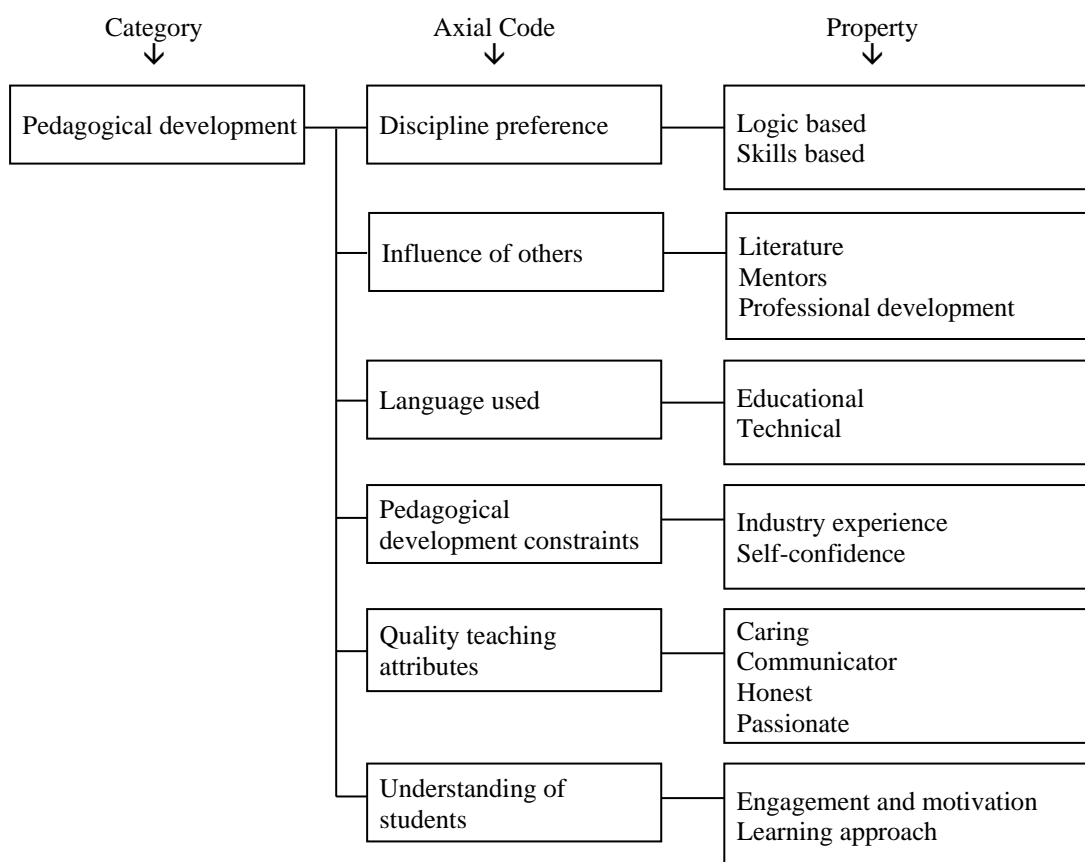 Category
Axial Code
Property
Pedagogical development
Discipline preference
Logic based
Skills based
Influence of others
Literature
Mentors
Professional development
Language used
Educational
Technical
Pedagogical
development constraints
Industry experience
Self-confidence
Quality teaching
attributes
Caring
Communicator
Honest
Passionate
Understanding of
students
Engagement and motivation
Learning approach